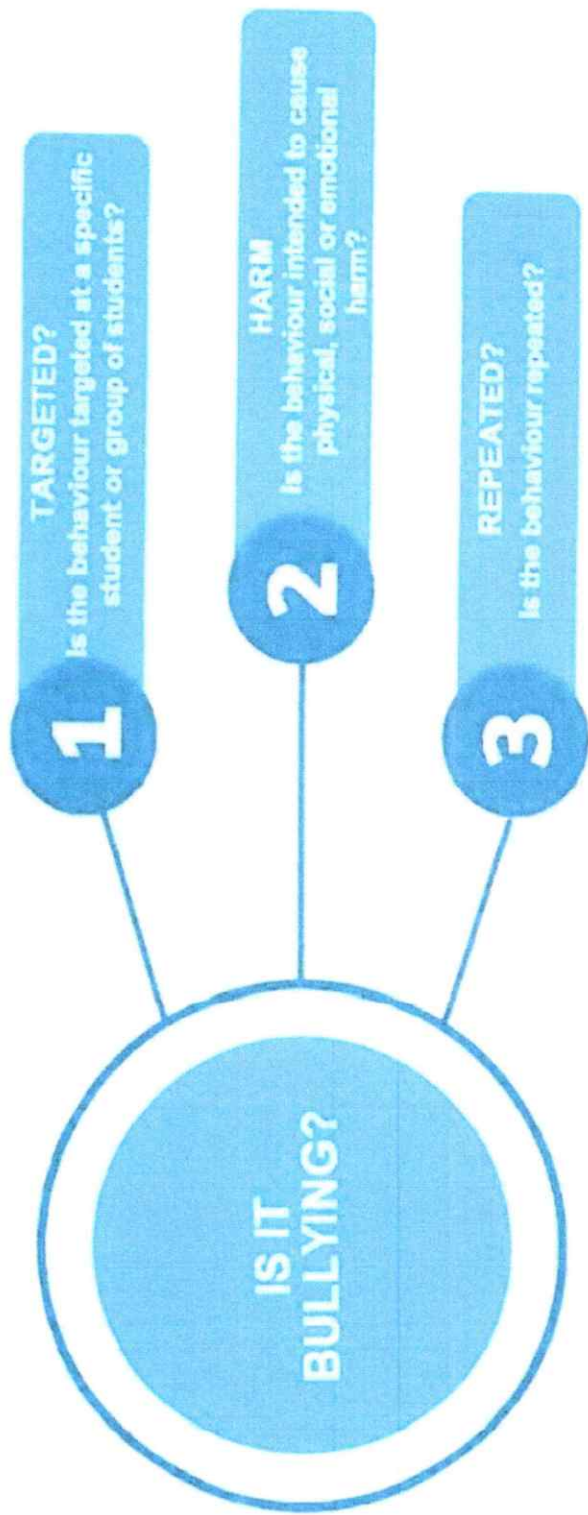 IS IT
BULLYING?
1
TARGETED?
Is the behaviour targeted at a specific
student or group of students?
2
HARM
Is the behaviour intended to cause
physical, social or emotional
harm?
3
REPEATED?
Is the behaviour repeated?